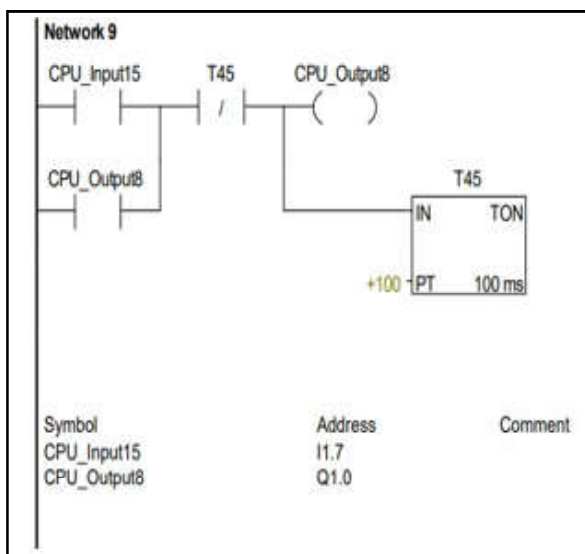 Network 9
CPU_Input15 T45 CPU_Output8
/
CPU_Output8
T45
IN TON
+100 PT 100 ms
Symbol Address Comment
CPU_Input15 I1.7
CPU_Output8 Q1.0